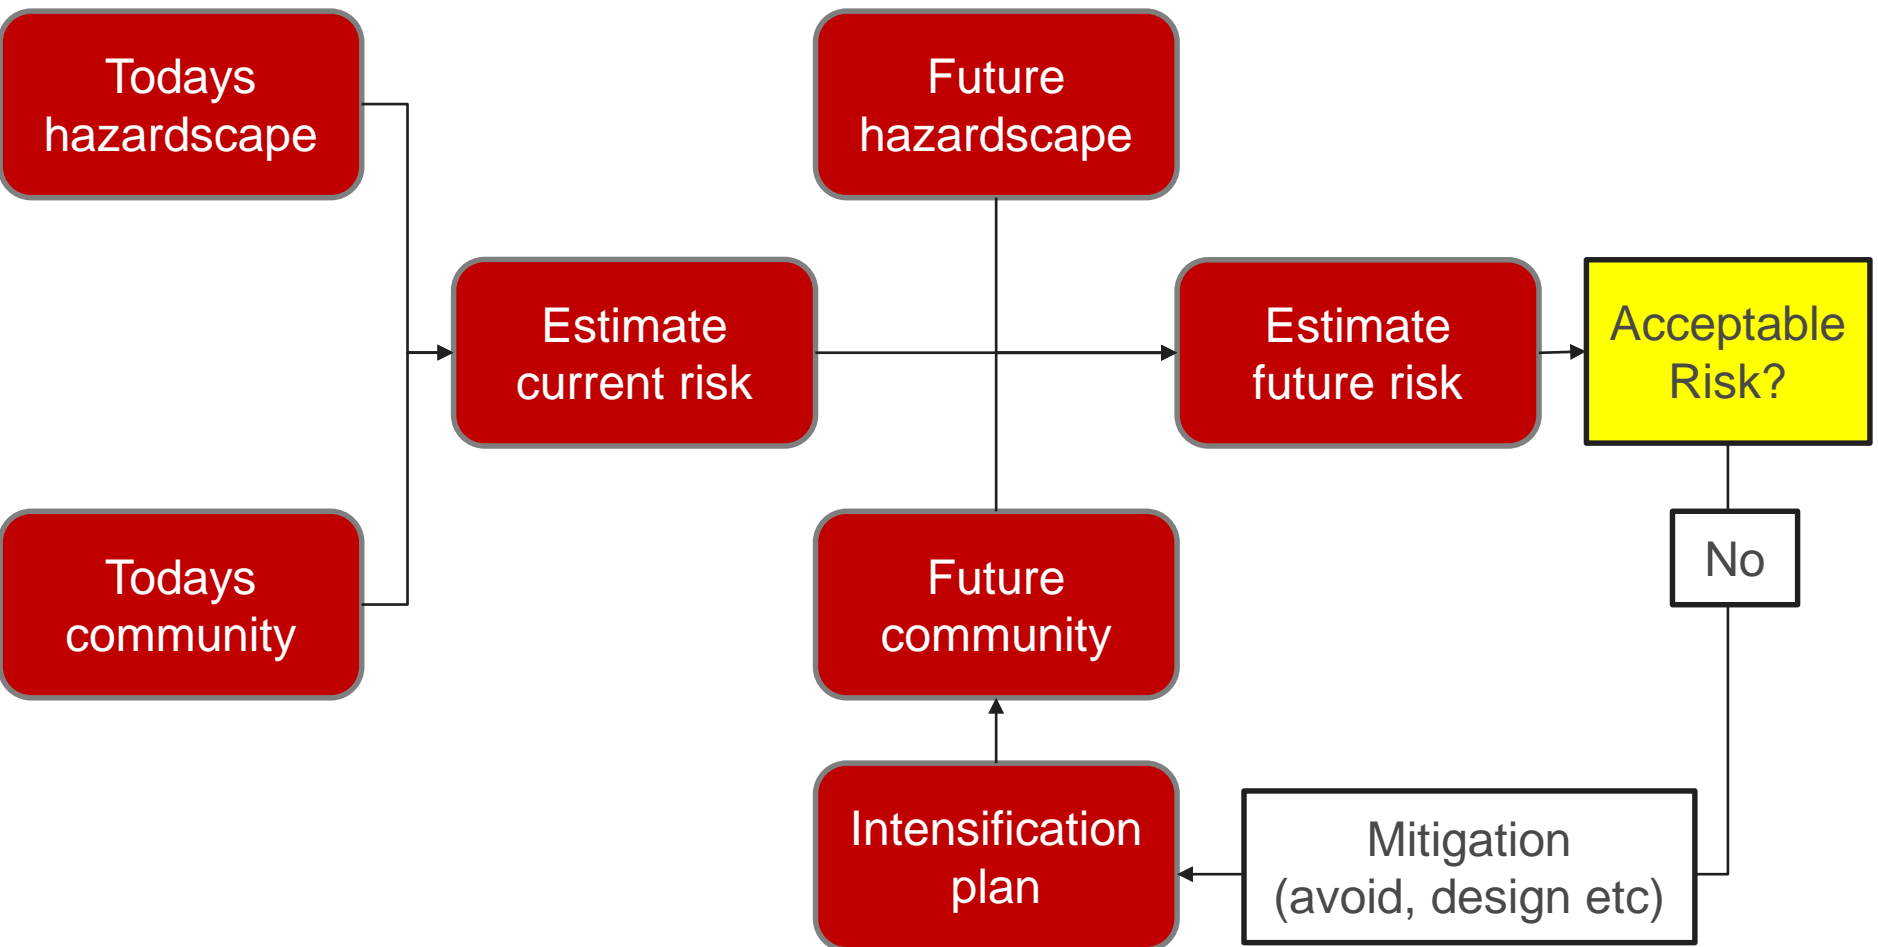 Todays
hazardscape
Future
hazardscape
Estimate
current risk
Estimate
future risk
Acceptable
Risk?
Todays
community
Future
community
No
Intensification
plan
Mitigation
(avoid, design etc)